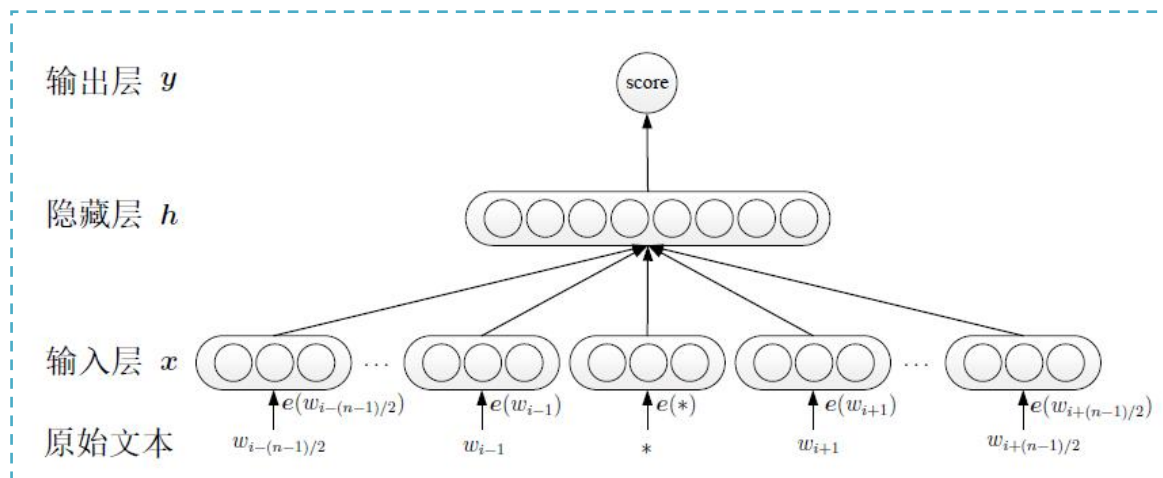 输出层 y
score
隐藏层 h
输入层 x
... ...
e(w_{i-(n-1)/2}) e(w_{i-1}) e(*) e(w_{i+1}) e(w_{i+(n-1)/2})
原始文本 w_{i-(n-1)/2} w_{i-1} * w_{i+1} w_{i+(n-1)/2}